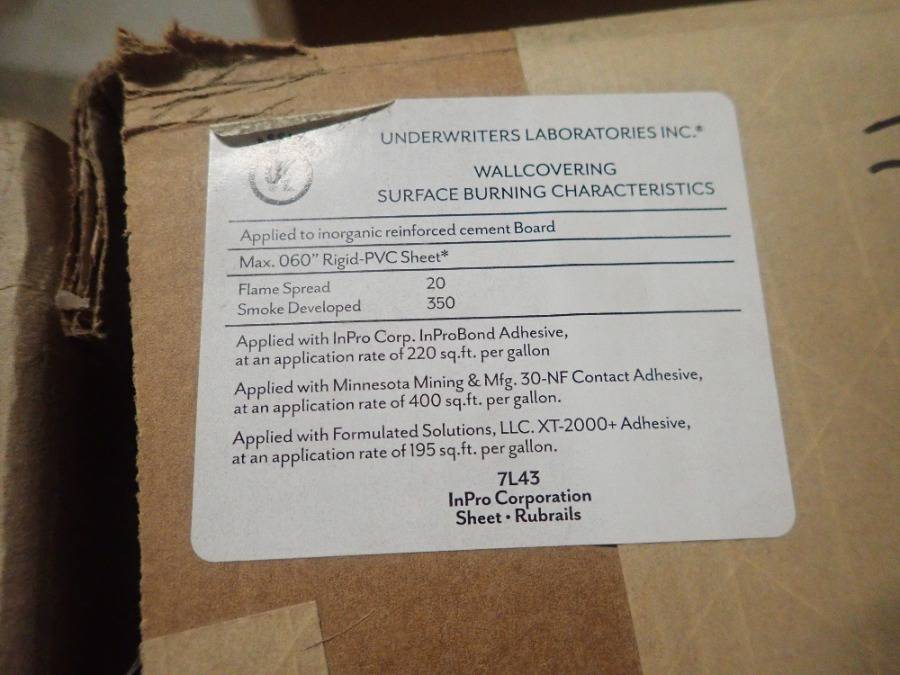 UNDERWRITERS LABORATORIES INC.®
UL
WALLCOVERING
SURFACE BURNING CHARACTERISTICS
Applied to inorganic reinforced cement Board
Max. 060" Rigid-PVC Sheet*
Flame Spread 20
Smoke Developed 350
Applied with InPro Corp. InProBond Adhesive,
at an application rate of 220 sq.ft. per gallon
Applied with Minnesota Mining & Mfg. 30-NF Contact Adhesive,
at an application rate of 400 sq.ft. per gallon.
Applied with Formulated Solutions, LLC. XT-2000+ Adhesive,
at an application rate of 195 sq.ft. per gallon.
7L43
InPro Corporation
Sheet • Rubrails